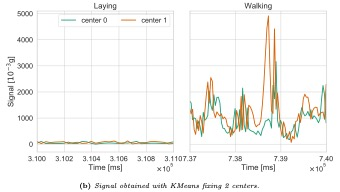 Laying
Walking
center 0
center 1
Signal [10⁻³g]
5000
4000
3000
2000
1000
0
3.100 3.102 3.104 3.106 3.108 3.110
7.37 7.38 7.39 7.40
Time [ms] ×10⁵
Time [ms] ×10⁵
(b) Signal obtained with KMeans fixing 2 centers.